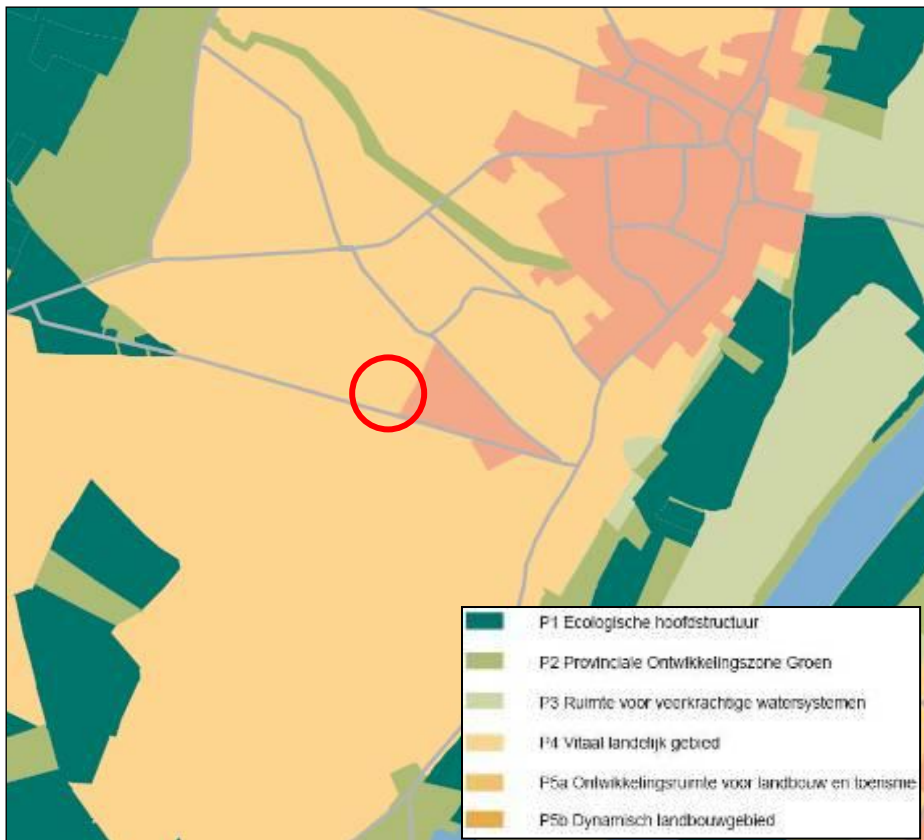 P1 Ecologische hoofdstructuur
P2 Provinciale Ontwikkelingszone Groen
P3 Ruimte voor veerkrachtige watersystemen
P4 Vitaal landelijk gebied
P5a Ontwikkelingsruimte voor landbouw en toerisme
P5b Dynamisch landbouwgebied